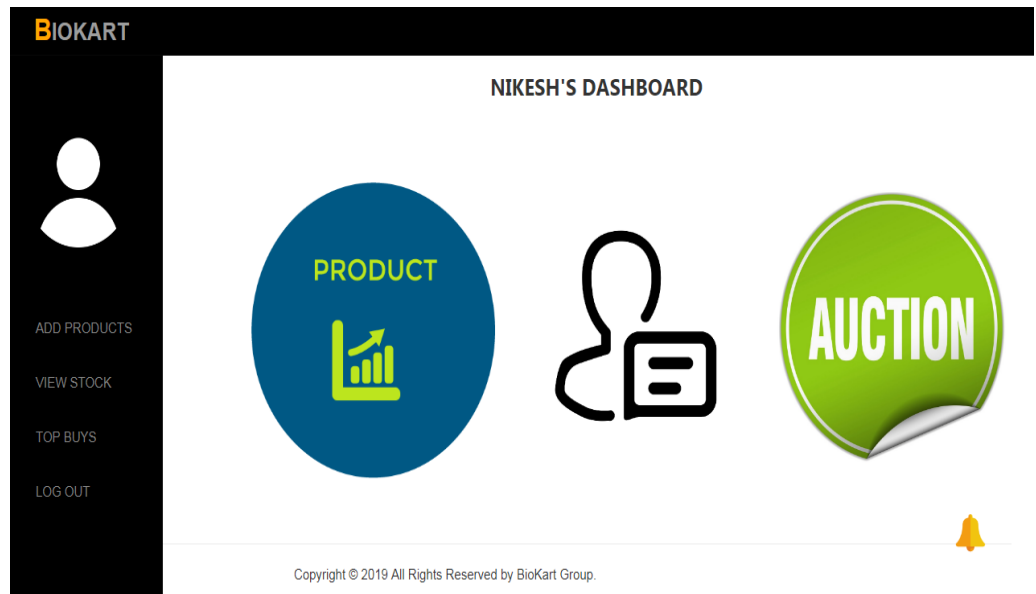 BIOKART
NIKESH'S DASHBOARD
PRODUCT
AUCTION
ADD PRODUCTS
VIEW STOCK
TOP BUYS
LOG OUT
Copyright © 2019 All Rights Reserved by BioKart Group.